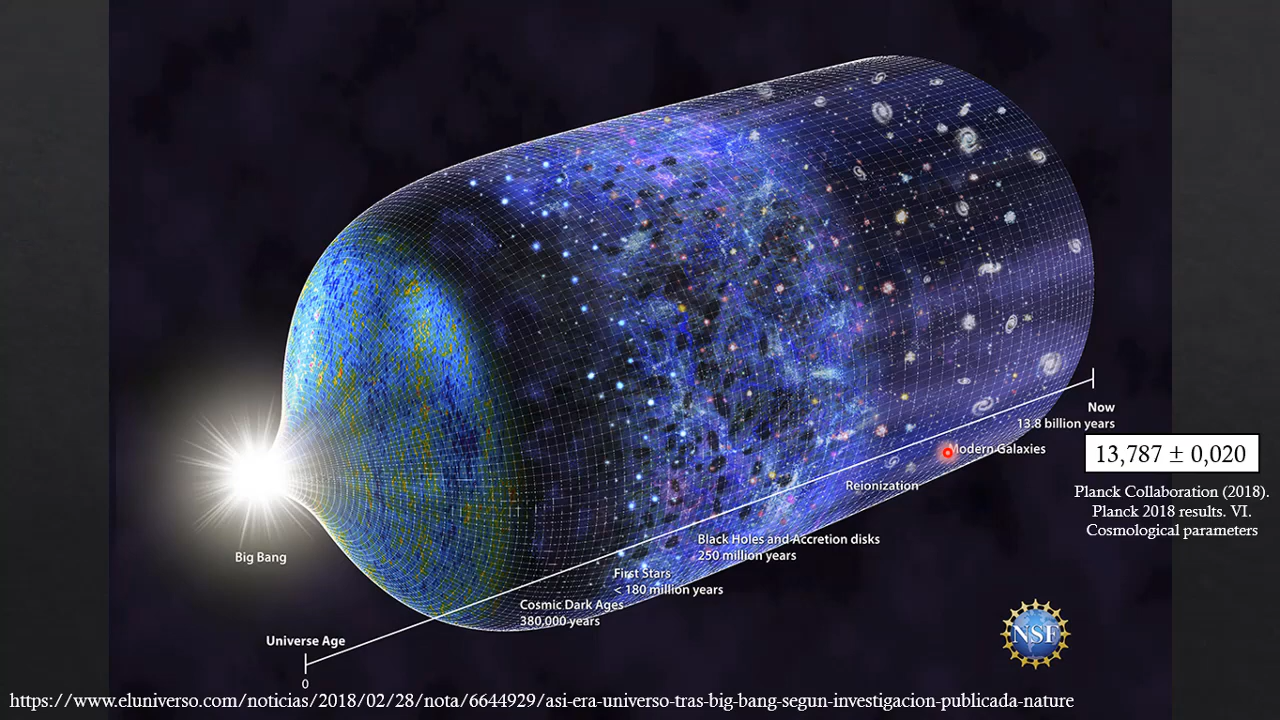 Now
13.8 billion years
Modern Galaxies
13,787 ± 0,020
Reionization
Planck Collaboration (2018).
Planck 2018 results. VI.
Cosmological parameters
Black Holes and Accretion disks
250 million years
Big Bang
First Stars
< 180 million years
Cosmic Dark Ages
380,000 years
Universe Age
0
NSF
https://www.eluniverso.com/noticias/2018/02/28/nota/6644929/asi-era-universo-tras-big-bang-segun-investigacion-publicada-nature